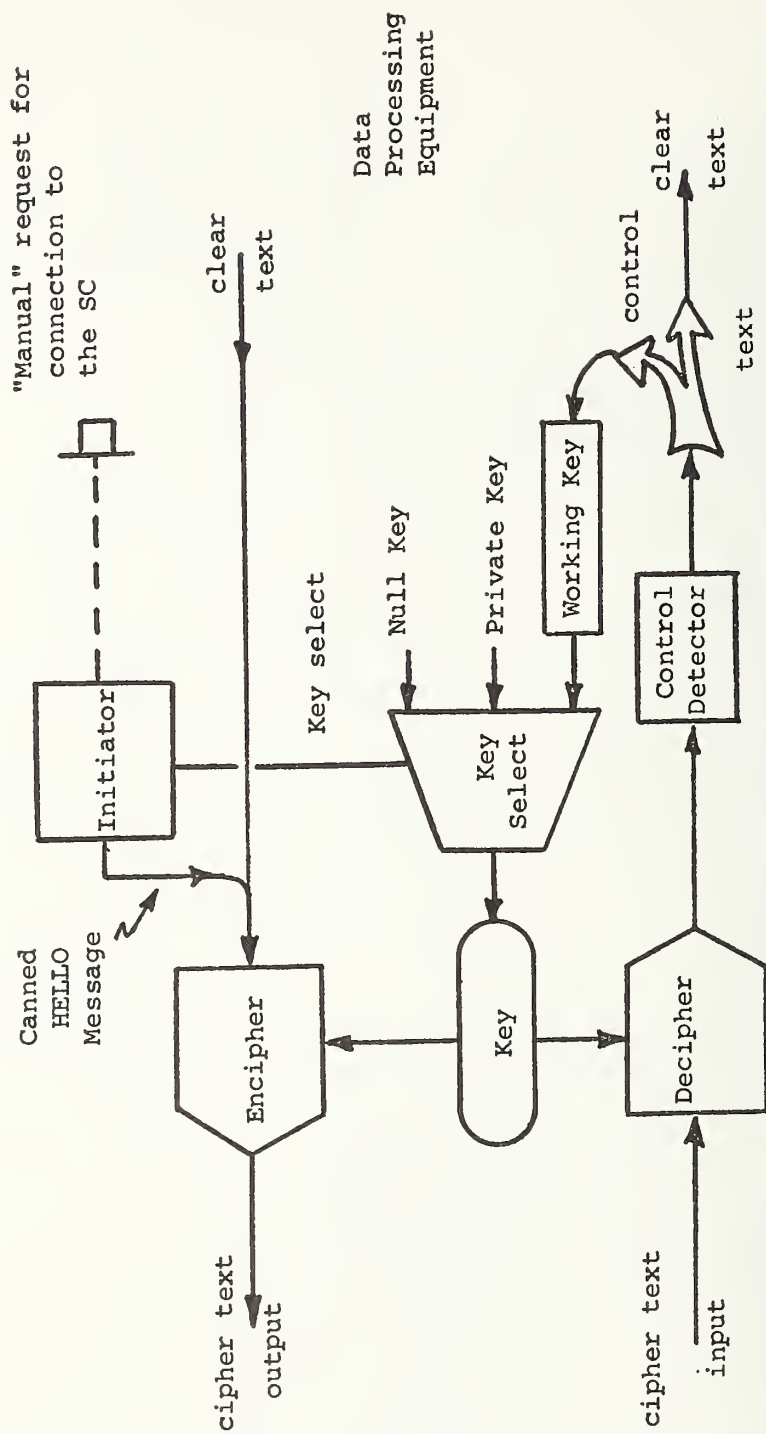 "Manual" request for
connection to
the SC
Canned
HELLO
Message
Initiator
clear
text
Key select
Encipher
cipher text
output
Data
Processing
Equipment
Null Key
Private Key
Working Key
Key
Select
Key
control
clear
text
text
Control
Detector
Decipher
cipher text
input